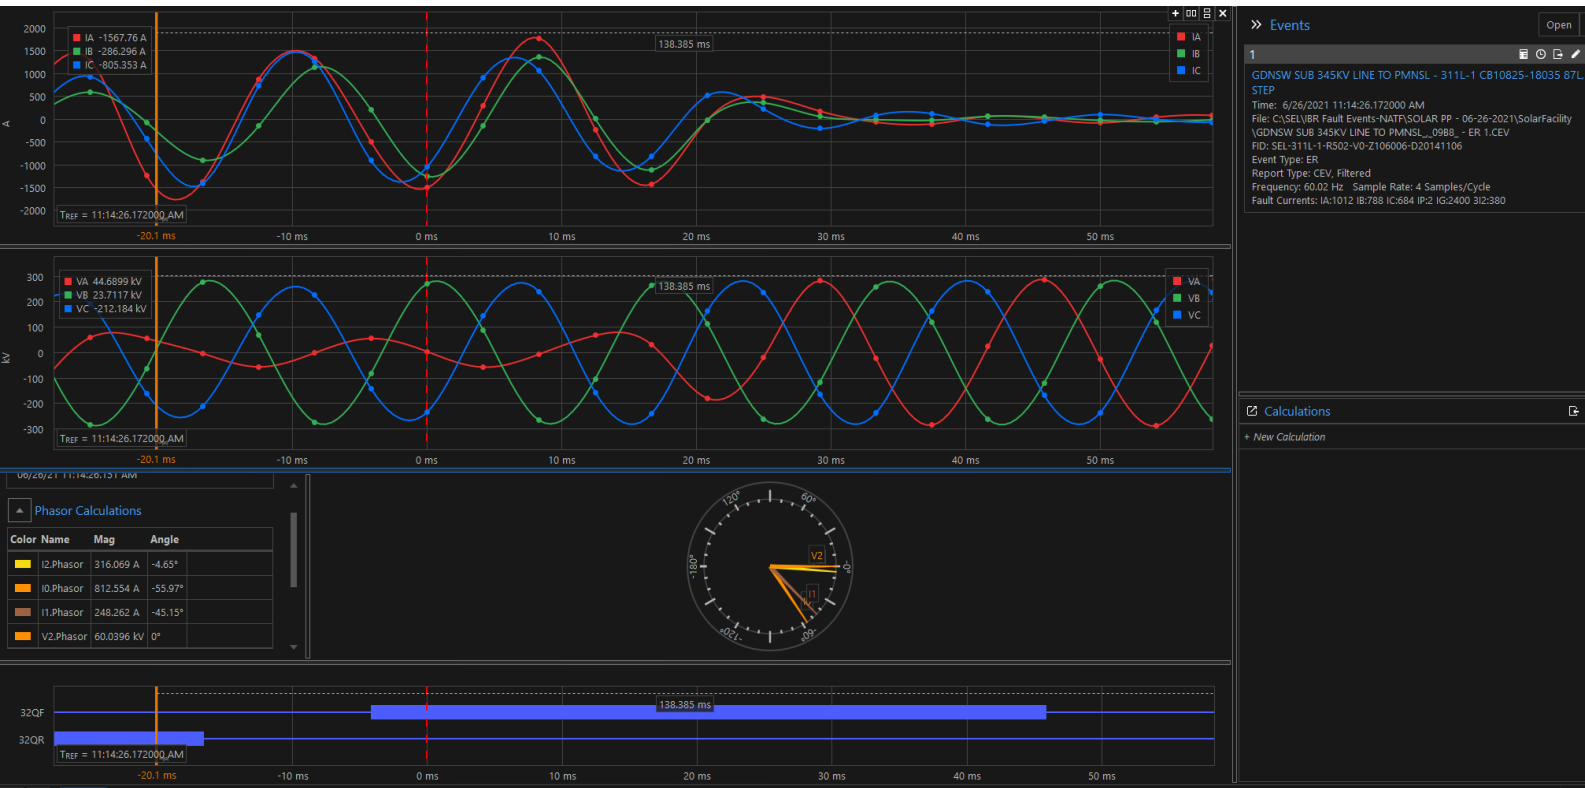 2000
1500
1000
500
0
-500
-1000
-1500
-2000
A
IA -1567.76 A
IB -286.296 A
IC -805.353 A
138.385 ms
IA
IB
IC
TREF = 11:14:26.172000 AM
-20.1 ms
-10 ms
0 ms
10 ms
20 ms
30 ms
40 ms
50 ms
300
200
100
0
-100
-200
-300
kV
VA 44.6899 kV
VB 23.7117 kV
VC -212.184 kV
138.385 ms
VA
VB
VC
TREF = 11:14:26.172000 AM
-20.1 ms
-10 ms
0 ms
10 ms
20 ms
30 ms
40 ms
50 ms
06/26/21 11:14:26.151 AM
Phasor Calculations
Color Name Mag Angle
I2.Phasor 316.069 A -4.65°
I0.Phasor 812.554 A -55.97°
I1.Phasor 248.262 A -45.15°
V2.Phasor 60.0396 kV 0°
120°
60°
-180°
-0°
-120°
-60°
V2
I1
32QF
32QR
138.385 ms
TREF = 11:14:26.172000 AM
-20.1 ms
-10 ms
0 ms
10 ms
20 ms
30 ms
40 ms
50 ms
Events
Open
1
GDNSW SUB 345KV LINE TO PMNSL - 311L-1 CB10825-18035 87L,
STEP
Time: 6/26/2021 11:14:26.172000 AM
File: C:\SEL\IBR Fault Events-NATF\SOLAR PP - 06-26-2021\SolarFacility
\GDNSW SUB 345KV LINE TO PMNSL_._09B8_ - ER 1.CEV
FID: SEL-311L-1-R502-V0-Z106006-D20141106
Event Type: ER
Report Type: CEV, Filtered
Frequency: 60.02 Hz Sample Rate: 4 Samples/Cycle
Fault Currents: IA:1012 IB:788 IC:684 IP:2 IG:2400 3I2:380
Calculations
+ New Calculation